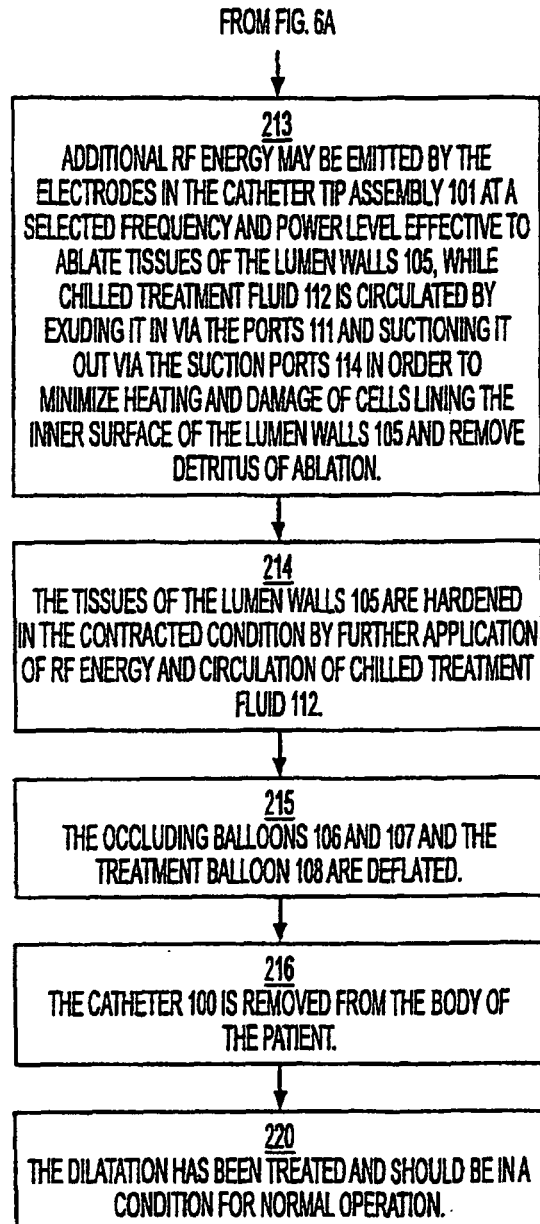 FROM FIG. 6A
213
ADDITIONAL RF ENERGY MAY BE EMITTED BY THE
ELECTRODES IN THE CATHETER TIP ASSEMBLY 101 AT A
SELECTED FREQUENCY AND POWER LEVEL EFFECTIVE TO
ABLATE TISSUES OF THE LUMEN WALLS 105, WHILE
CHILLED TREATMENT FLUID 112 IS CIRCULATED BY
EXUDING IT IN VIA THE PORTS 111 AND SUCTIONING IT
OUT VIA THE SUCTION PORTS 114 IN ORDER TO
MINIMIZE HEATING AND DAMAGE OF CELLS LINING THE
INNER SURFACE OF THE LUMEN WALLS 105 AND REMOVE
DETRITUS OF ABLATION.
214
THE TISSUES OF THE LUMEN WALLS 105 ARE HARDENED
IN THE CONTRACTED CONDITION BY FURTHER APPLICATION
OF RF ENERGY AND CIRCULATION OF CHILLED TREATMENT
FLUID 112.
215
THE OCCLUDING BALLOONS 106 AND 107 AND THE
TREATMENT BALLOON 108 ARE DEFLATED.
216
THE CATHETER 100 IS REMOVED FROM THE BODY OF
THE PATIENT.
220
THE DILATATION HAS BEEN TREATED AND SHOULD BE IN A
CONDITION FOR NORMAL OPERATION.